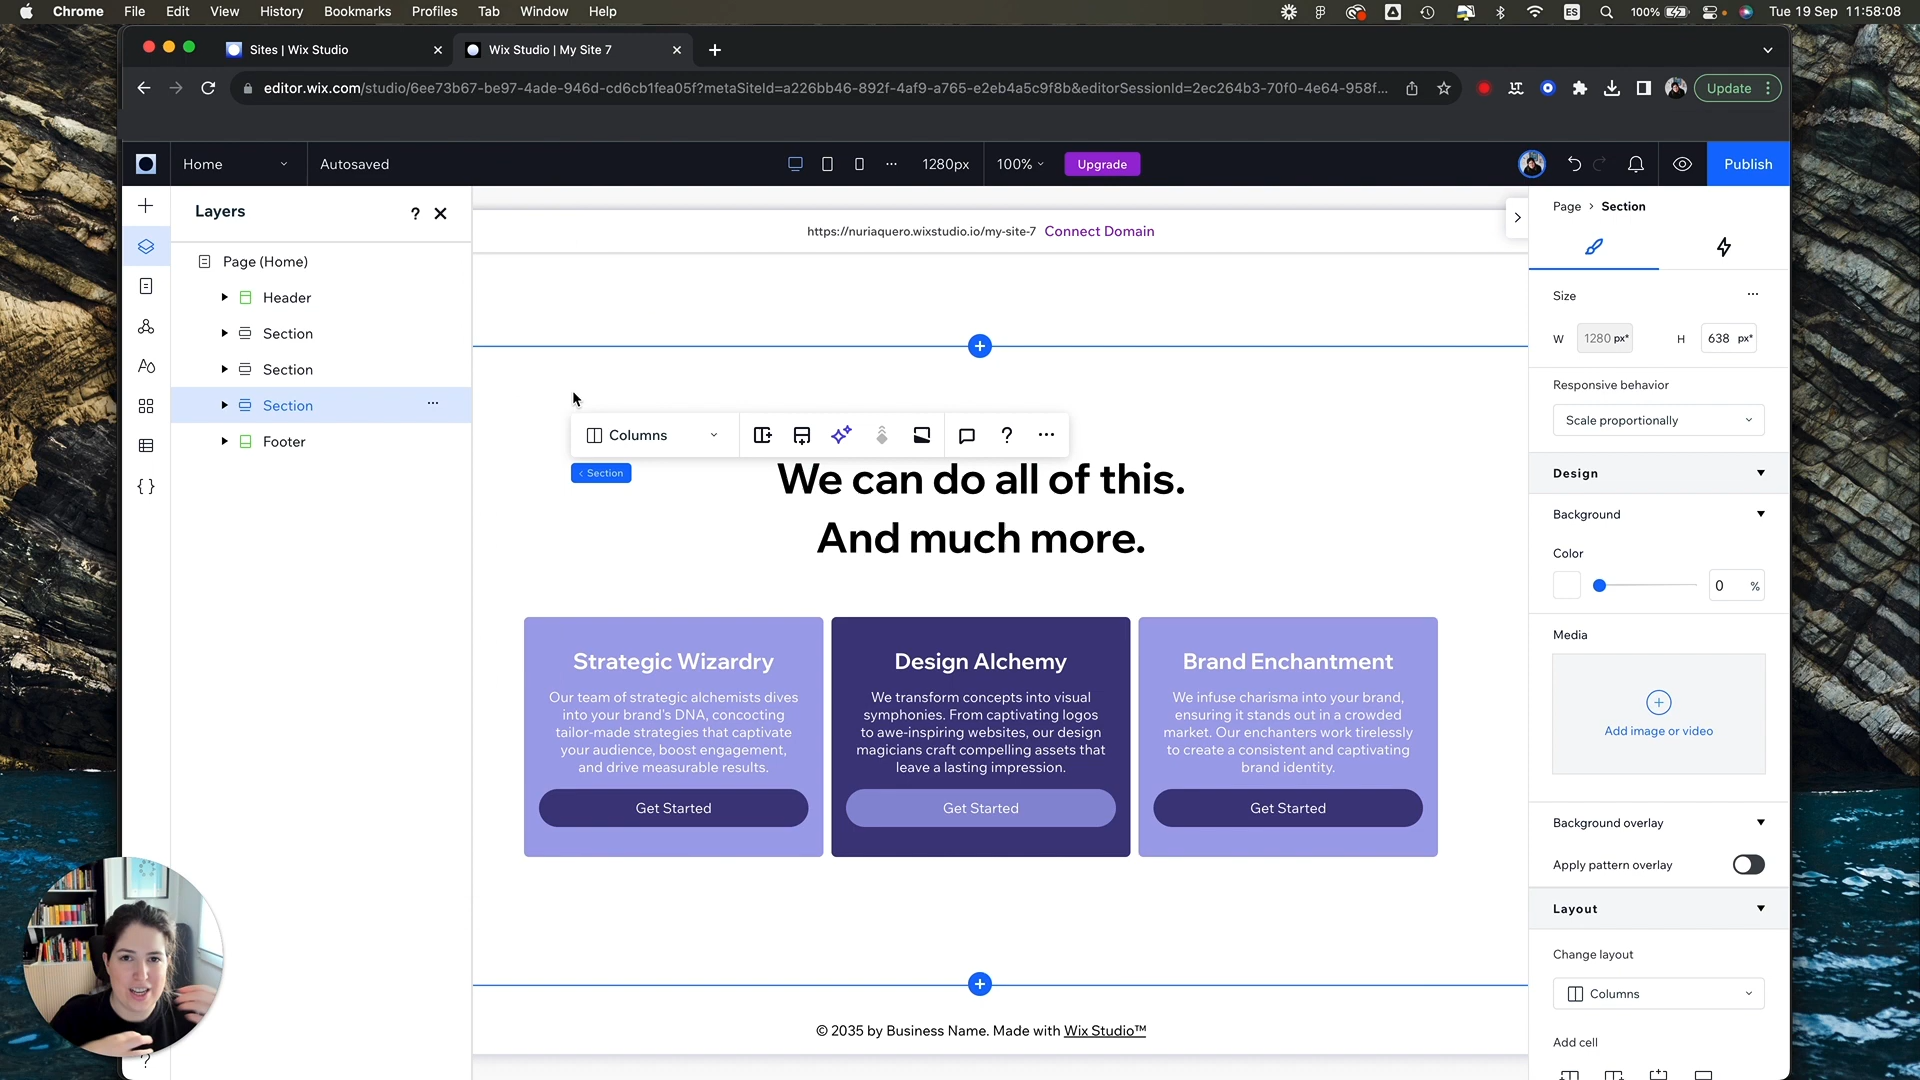 Chrome File Edit View History Bookmarks Profiles Tab Window Help
ES 100% Tue 19 Sep 11:58:08
Sites | Wix Studio
Wix Studio | My Site 7
editor.wix.com/studio/6ee73b67-be97-4ade-946d-cd6cb1fea05f?metaSiteId=a226bb46-892f-4af9-a765-e2eb4a5c9f8b&editorSessionId=2ec264b3-70f0-4e64-958f...
Update
Home
Autosaved
1280px
100%
Upgrade
Publish
Layers
?
Page (Home)
Header
Section
Section
Section
Footer
https://nuriaquero.wixstudio.io/my-site-7 Connect Domain
Columns
?
< Section
We can do all of this.
And much more.
Strategic Wizardry
Our team of strategic alchemists dives
into your brand's DNA, concocting
tailor-made strategies that captivate
your audience, boost engagement,
and drive measurable results.
Get Started
Design Alchemy
We transform concepts into visual
symphonies. From captivating logos
to awe-inspiring websites, our design
magicians craft compelling assets that
leave a lasting impression.
Get Started
Brand Enchantment
We infuse charisma into your brand,
ensuring it stands out in a crowded
market. Our enchanters work tirelessly
to create a consistent and captivating
brand identity.
Get Started
© 2035 by Business Name. Made with Wix Studio™
Page > Section
Size
W 1280 px* H 638 px*
Responsive behavior
Scale proportionally
Design
Background
Color
0 %
Media
Add image or video
Background overlay
Apply pattern overlay
Layout
Change layout
Columns
Add cell
?